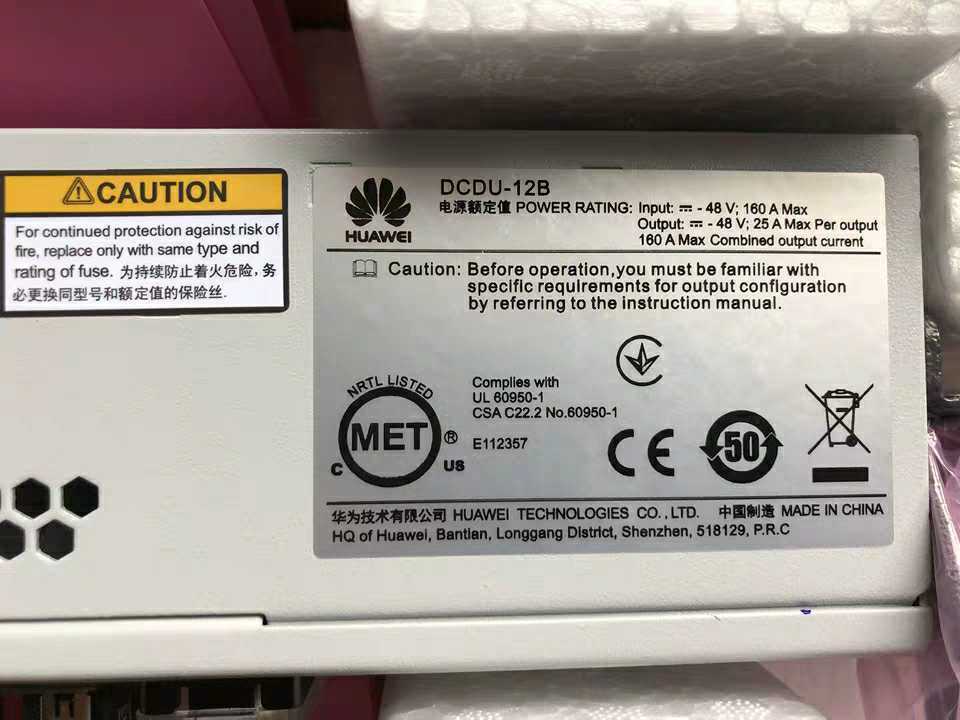 CAUTION
For continued protection against risk of
fire, replace only with same type and
rating of fuse. 为持续防止着火危险,务
必更换同型号和额定值的保险丝.
HUAWEI
DCDU-12B
电源额定值 POWER RATING: Input: ⎓ - 48 V; 160 A Max
Output: ⎓ - 48 V; 25 A Max Per output
160 A Max Combined output current
Caution: Before operation,you must be familiar with
specific requirements for output configuration
by referring to the instruction manual.
NRTL LISTED
MET ®
C US
Complies with
UL 60950-1
CSA C22.2 No.60950-1
E112357
CE
50
华为技术有限公司 HUAWEI TECHNOLOGIES CO.,LTD. 中国制造 MADE IN CHINA
HQ of Huawei, Bantian, Longgang District, Shenzhen, 518129, P.R.C